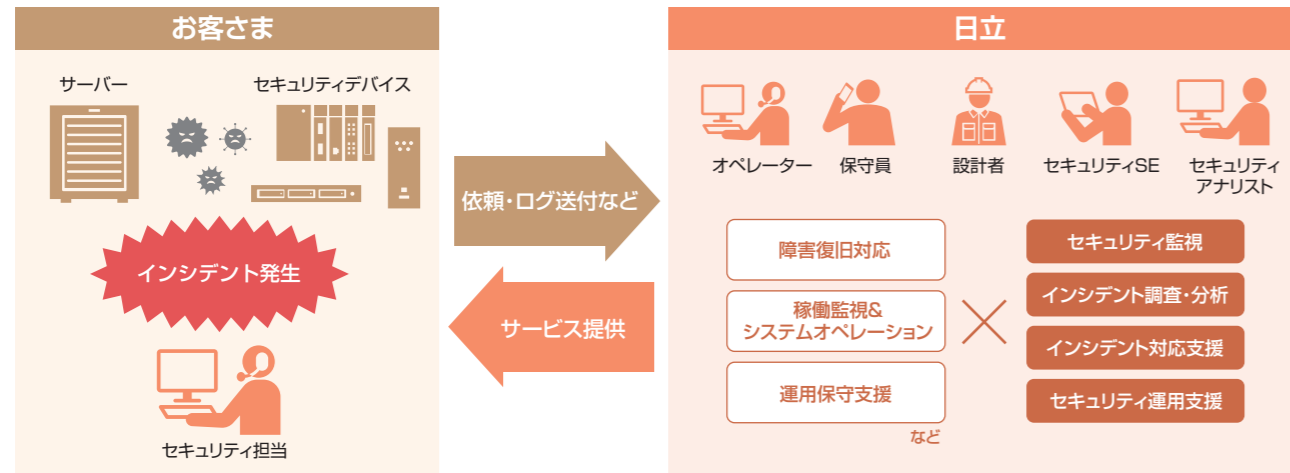 お客さま
サーバー
セキュリティデバイス
インシデント発生
セキュリティ担当
依頼・ログ送付など
サービス提供
日立
オペレーター
保守員
設計者
セキュリティSE
セキュリティ
アナリスト
障害復旧対応
稼働監視&
システムオペレーション
運用保守支援
など
セキュリティ監視
インシデント調査・分析
インシデント対応支援
セキュリティ運用支援